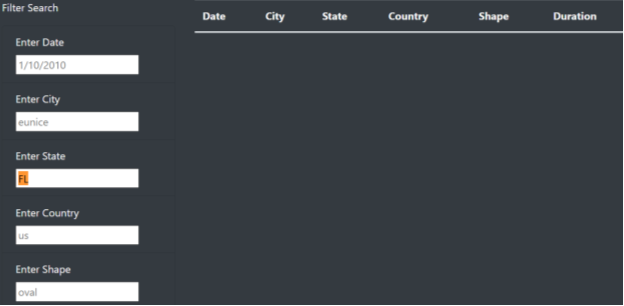 Filter Search
Date City State Country Shape Duration
Enter Date
1/10/2010
Enter City
eunice
Enter State
FL
Enter Country
us
Enter Shape
oval